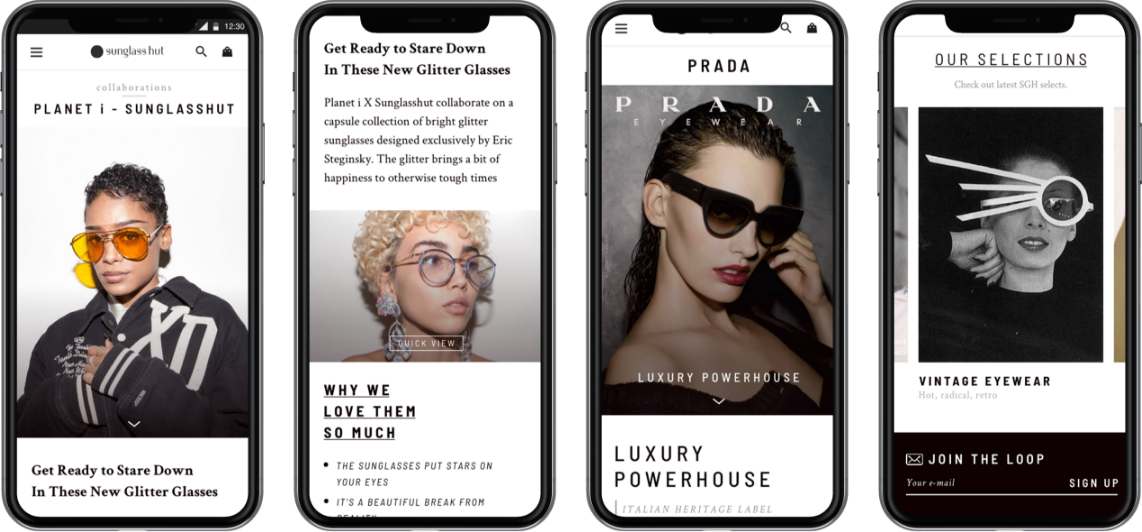 12:30
sunglass hut
collaborations
PLANET i - SUNGLASSHUT
XO
Get Ready to Stare Down
In These New Glitter Glasses
Get Ready to Stare Down
In These New Glitter Glasses
Planet i X Sunglasshut collaborate on a
capsule collection of bright glitter
sunglasses designed exclusively by Eric
Steginsky. The glitter brings a bit of
happiness to otherwise tough times
QUICK VIEW
WHY WE
LOVE THEM
SO MUCH
• THE SUNGLASSES PUT STARS ON
YOUR EYES
• IT'S A BEAUTIFUL BREAK FROM
REALITY
PRADA
PRADA
EYEWEAR
LUXURY POWERHOUSE
LUXURY
POWERHOUSE
ITALIAN HERITAGE LABEL
OUR SELECTIONS
Check out latest SGH selects.
VINTAGE EYEWEAR
Hot, radical, retro
JOIN THE LOOP
Your e-mail
SIGN UP